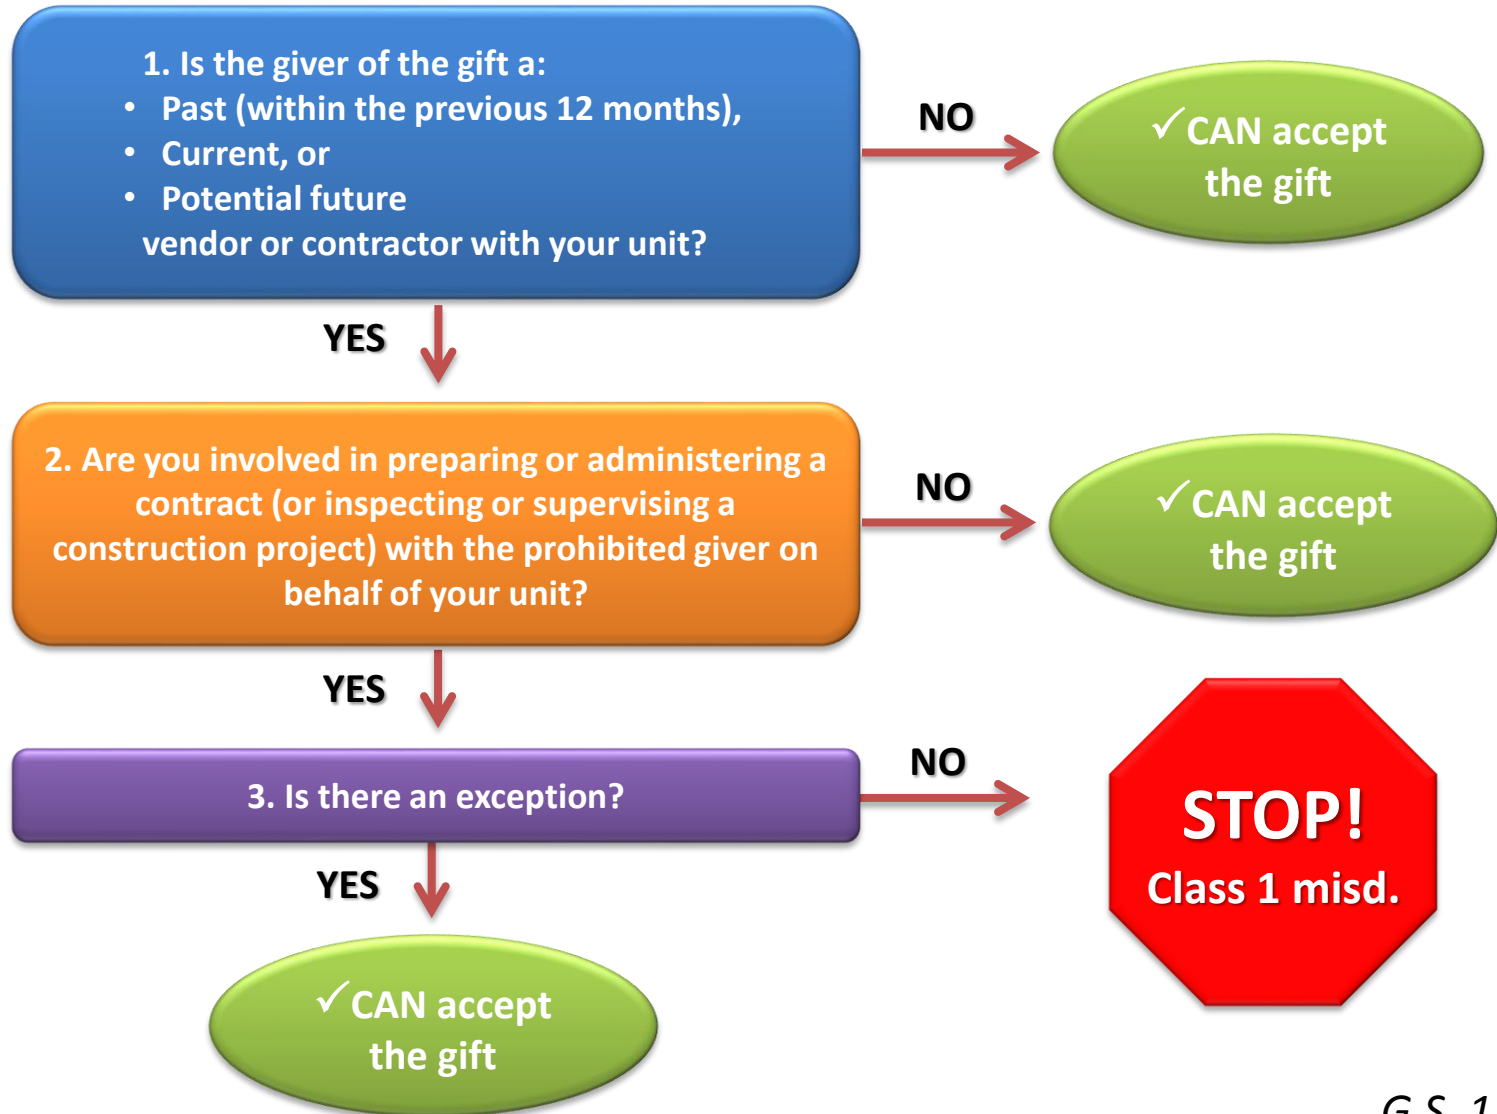 1. Is the giver of the gift a:
• Past (within the previous 12 months),
• Current, or
• Potential future
vendor or contractor with your unit?
NO
✓CAN accept
the gift
YES
2. Are you involved in preparing or administering a
contract (or inspecting or supervising a
construction project) with the prohibited giver on
behalf of your unit?
NO
✓CAN accept
the gift
YES
3. Is there an exception?
NO
STOP!
Class 1 misd.
YES
✓CAN accept
the gift
G.S. 1